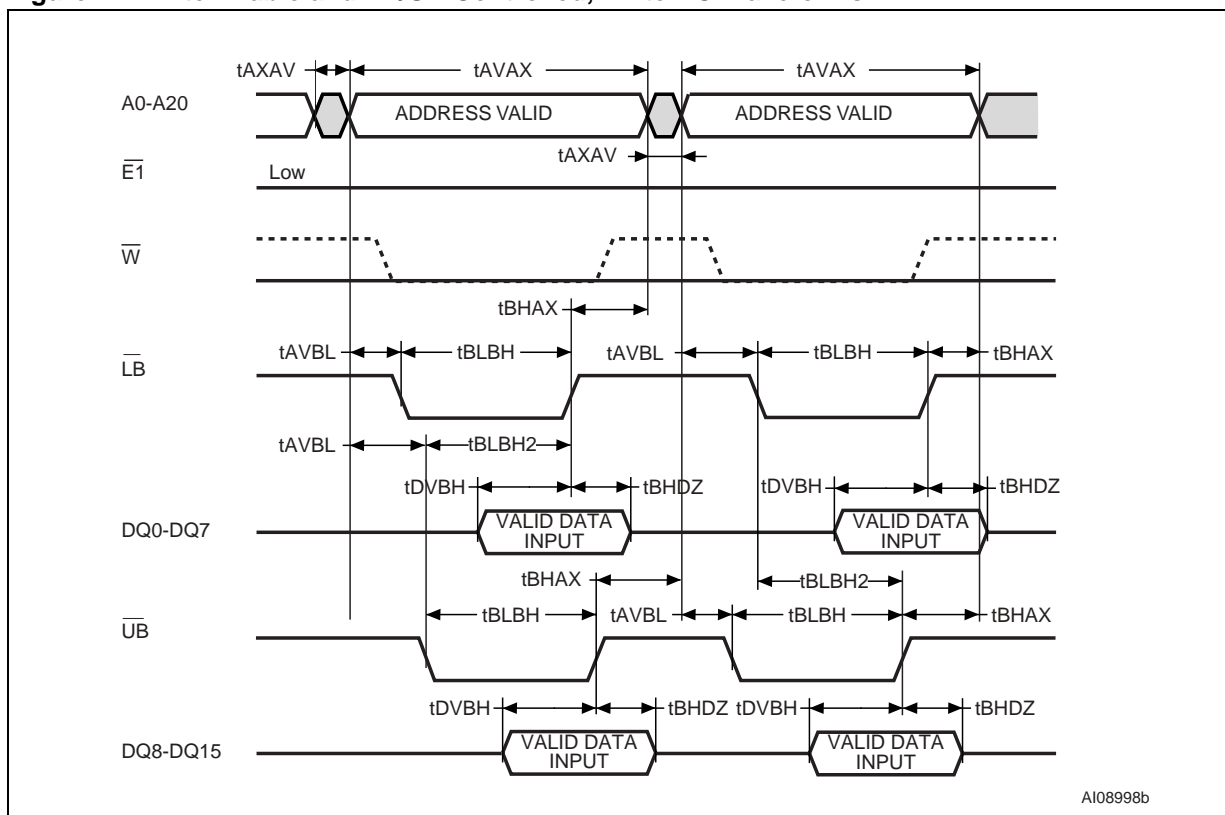 tAXAV tAVAX tAVAX
A0-A20 ADDRESS VALID ADDRESS VALID
tAXAV
E1 Low
W
tBHAX
tAVBL tBLBH tAVBL tBLBH tBHAX
LB
tAVBL tBLBH2
tDVBH tBHDZ tDVBH tBHDZ
DQ0-DQ7 VALID DATA INPUT VALID DATA INPUT
tBHAX tBLBH2
tBLBH tAVBL tBLBH tBHAX
UB
tDVBH tBHDZ tDVBH tBHDZ
DQ8-DQ15 VALID DATA INPUT VALID DATA INPUT
AI08998b